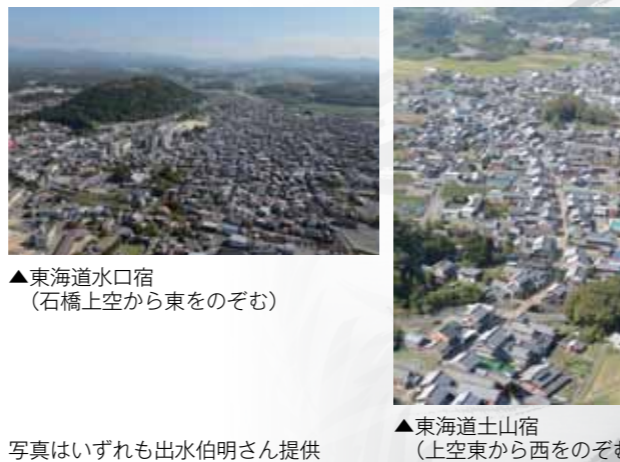 ▲東海道水口宿
（石橋上空から東をのぞむ）
▲東海道土山宿
（上空東から西をのぞ
写真はいずれも出水伯明さん提供